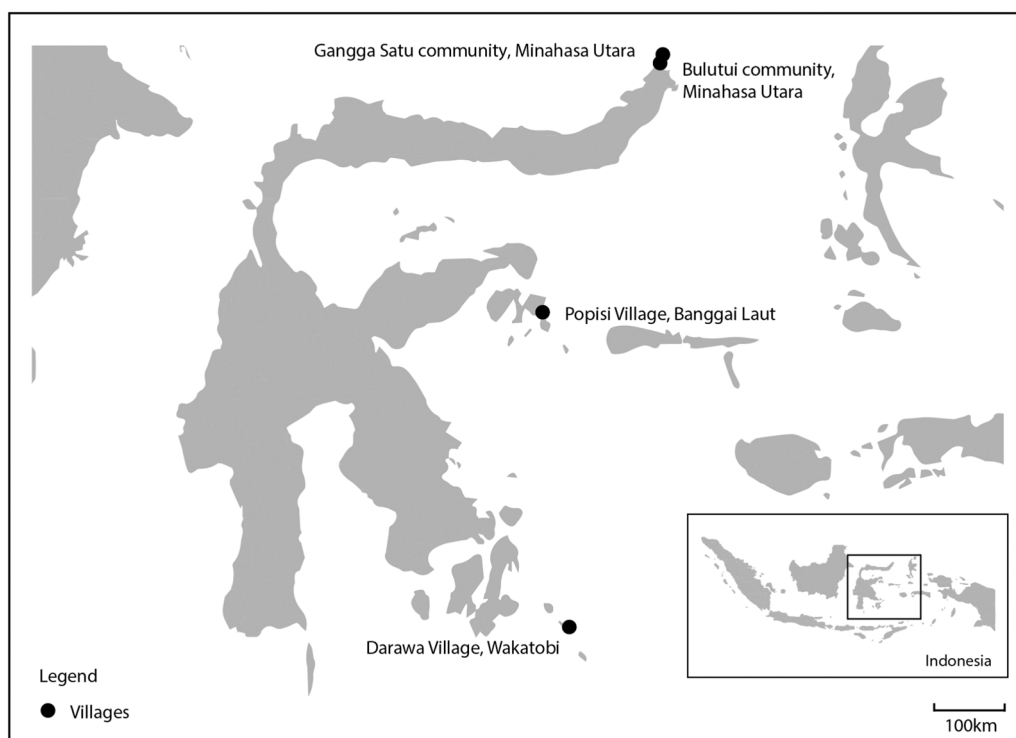 Gangga Satu community, Minahasa Utara
Bulutui community,
Minahasa Utara
Popisi Village, Banggai Laut
Darawa Village, Wakatobi
Legend
Villages
Indonesia
100km